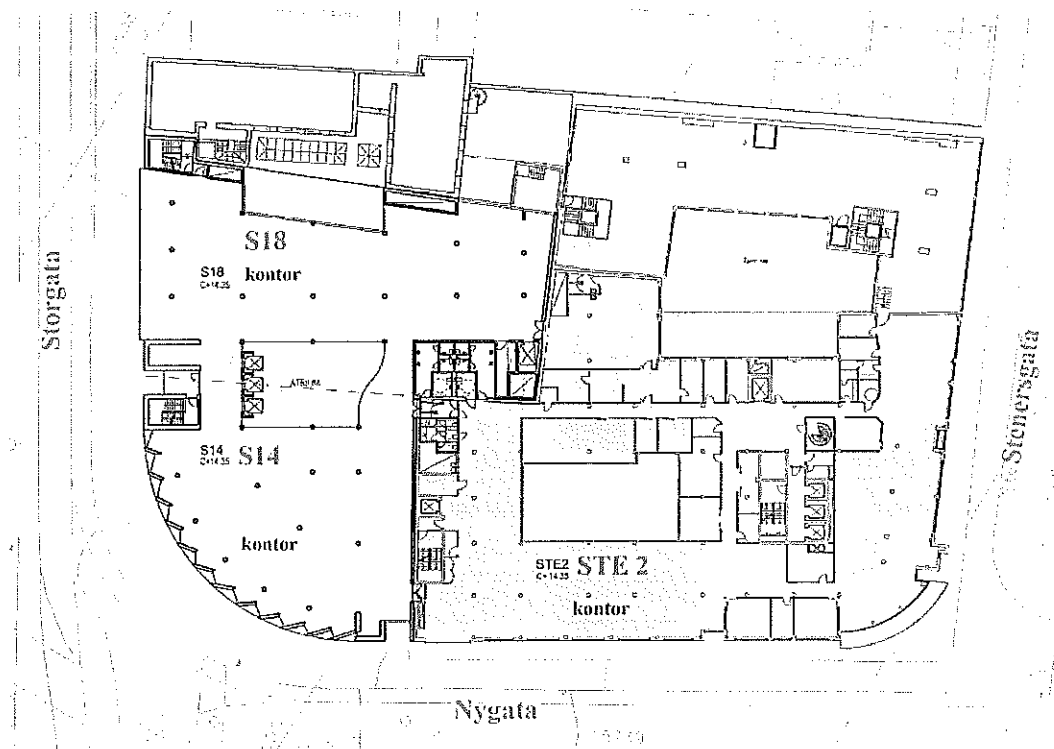 S18
S18
C+14.35
kontor
Storgata
Stenersgata
S14
C+14.35
S14
kontor
STE2
C+14.35
STE 2
kontor
Nygata